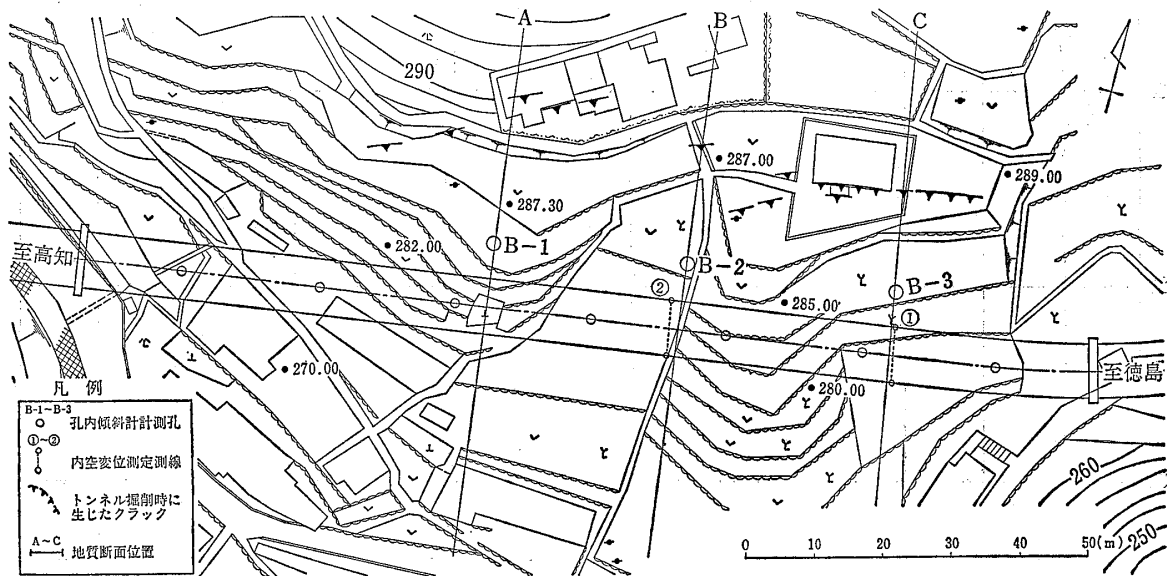 A
B
C
290
287.00
289.00
287.30
282.00
B-1
B-2
B-3
至高知
②
285.00
①
270.00
280.00
至徳島
凡 例
B-1~B-3
孔内傾斜計計測孔
①~②
内空変位測定測線
トンネル掘削時に
生じたクラック
A~C
地質断面位置
260
250
0 10 20 30 40 50(m)